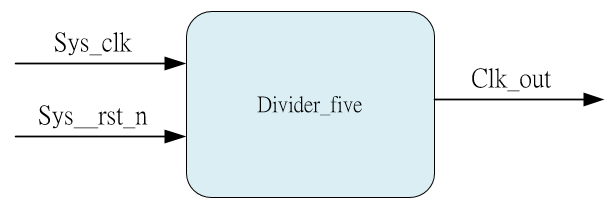 Sys_clk
Sys__rst_n
Divider_five
Clk_out